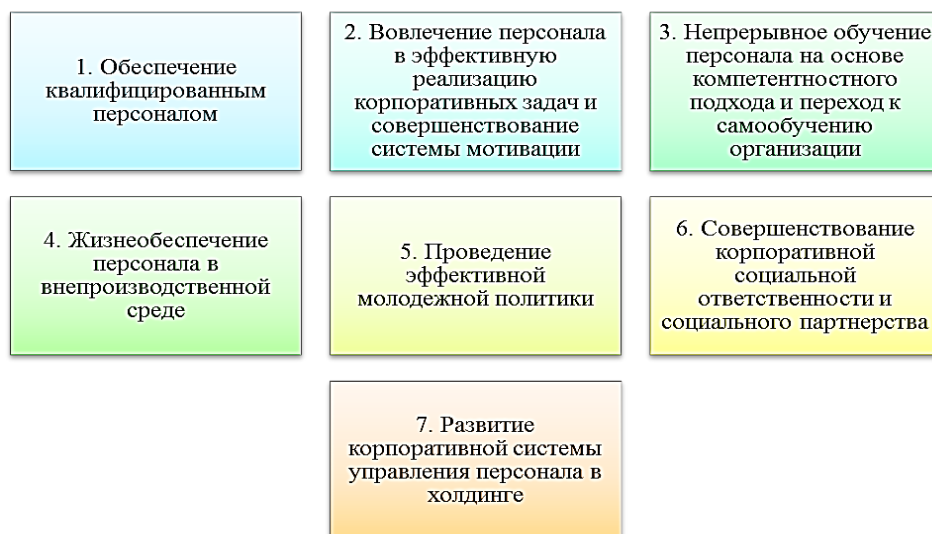 1. Обеспечение
квалифицированным
персоналом
2. Вовлечение персонала
в эффективную
реализацию
корпоративных задач и
совершенствование
системы мотивации
3. Непрерывное обучение
персонала на основе
компетентностного
подхода и переход к
самообучению
организации
4. Жизнеобеспечение
персонала в
внепроизводственной
среде
5. Проведение
эффективной
молодежной политики
6. Совершенствование
корпоративной
социальной
ответственности и
социального партнерства
7. Развитие
корпоративной системы
управления персонала в
холдинге